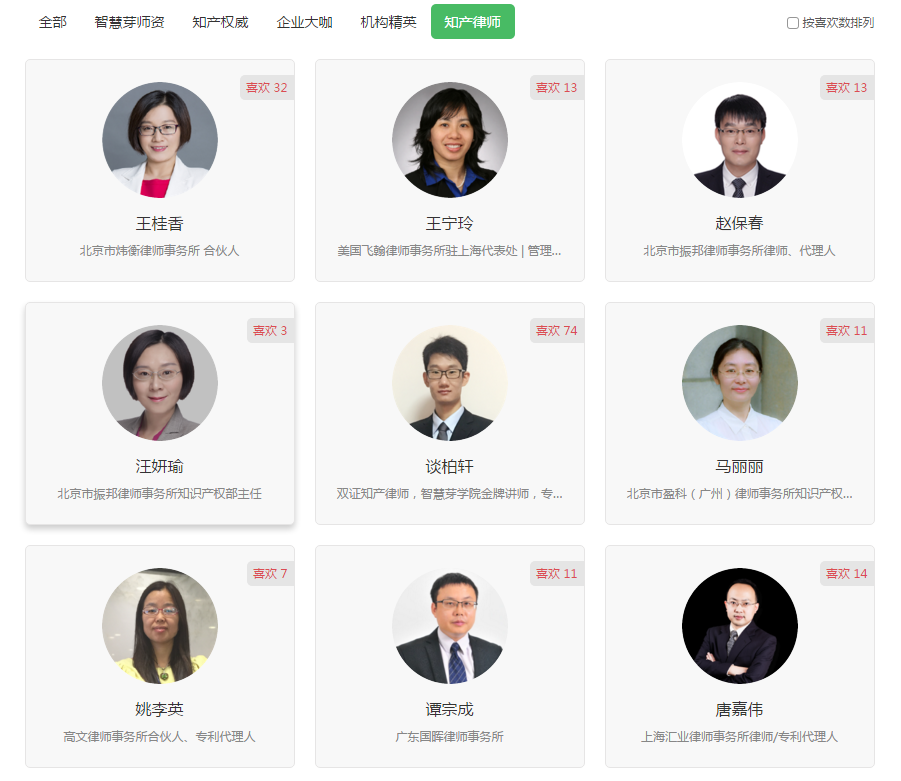 全部 智慧芽师资 知产权威 企业大咖 机构精英 知产律师 按喜欢数排列
喜欢 32
王桂香
北京市炜衡律师事务所 合伙人
喜欢 13
王宁玲
美国飞翰律师事务所驻上海代表处 | 管理...
喜欢 13
赵保春
北京市振邦律师事务所律师、代理人
喜欢 3
汪妍瑜
北京市振邦律师事务所知识产权部主任
喜欢 74
谈柏轩
双证知产律师，智慧芽学院金牌讲师，专...
喜欢 11
马丽丽
北京市盈科（广州）律师事务所知识产权...
喜欢 7
姚李英
高文律师事务所合伙人、专利代理人
喜欢 11
谭宗成
广东国晖律师事务所
喜欢 14
唐嘉伟
上海汇业律师事务所律师/专利代理人